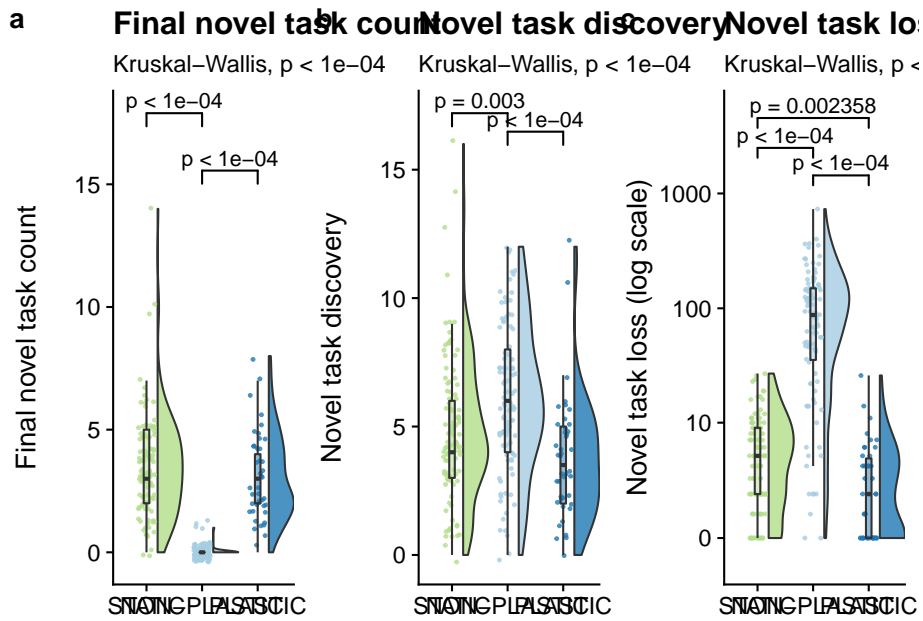 a
Final novel task count
Kruskal−Wallis, p < 1e−04
p < 1e−04
p < 1e−04
15
10
5
0
Final novel task count
b
Novel task discovery
Kruskal−Wallis, p < 1e−04
p = 0.003
p < 1e−04
15
10
5
0
Novel task discovery
c
Novel task los
Kruskal−Wallis, p <
p = 0.002358
p < 1e−04
p < 1e−04
1000
100
10
0
Novel task loss (log scale)